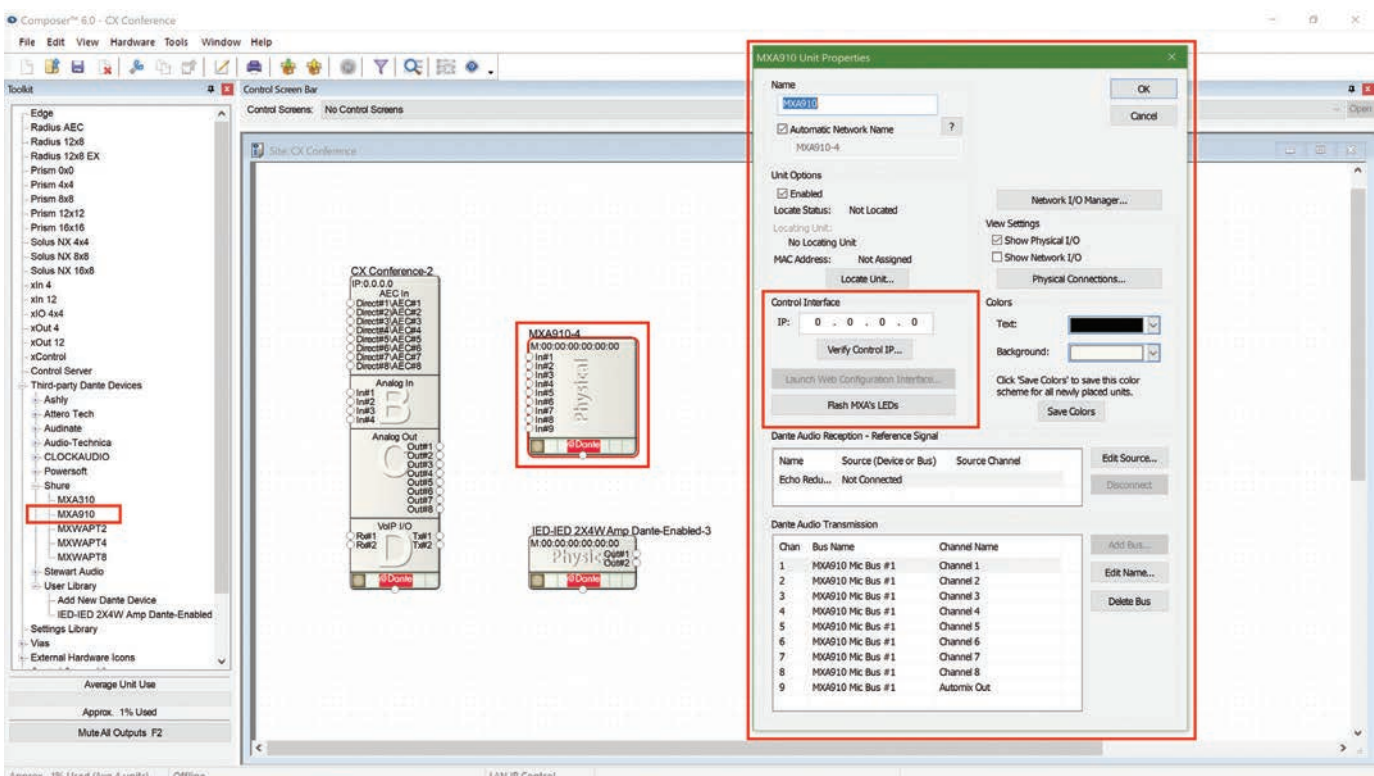 Composer™ 6.0 - CX Conference
File Edit View Hardware Tools Window Help
Toolkit
Edge
Radius AEC
Radius 12x8
Radius 12x8 EX
Prism 0x0
Prism 4x4
Prism 8x8
Prism 12x12
Prism 16x16
Solus NX 4x4
Solus NX 8x8
Solus NX 16x8
xIn 4
xIn 12
xIO 4x4
xOut 4
xOut 12
xControl
Control Server
Third-party Dante Devices
Ashly
Attero Tech
Audinate
Audio-Technica
CLOCKAUDIO
Powersoft
Shure
MXA310
MXA910
MXWAPT2
MXWAPT4
MXWAPT8
Stewart Audio
User Library
Add New Dante Device
IED-IED 2X4W Amp Dante-Enabled
Settings Library
Vias
External Hardware Icons
Average Unit Use
Approx. 1% Used
Mute All Outputs F2
Control Screen Bar
Control Screens: No Control Screens
Open
Site: CX Conference
CX Conference-2
IP:0.0.0.0
AEC In
Direct#1\AEC#1
Direct#2\AEC#2
Direct#3\AEC#3
Direct#4\AEC#4
Direct#5\AEC#5
Direct#6\AEC#6
Direct#7\AEC#7
Direct#8\AEC#8
Analog In
B
In#1
In#2
In#3
In#4
Analog Out
C
Out#1
Out#2
Out#3
Out#4
Out#5
Out#6
Out#7
Out#8
VoIP I/O
D
Rx#1 Tx#1
Rx#2 Tx#2
@Dante
MXA910-4
M:00:00:00:00:00:00
In#1
In#2
In#3
In#4
In#5
In#6
In#7
In#8
In#9
Physical
@Dante
IED-IED 2X4W Amp Dante-Enabled-3
M:00:00:00:00:00:00
Physical
Out#1
Out#2
@Dante
MXA910 Unit Properties
Name
MXA910
Automatic Network Name ?
MXA910-4
OK
Cancel
Unit Options
Enabled
Locate Status: Not Located
Locating Unit:
No Locating Unit
MAC Address: Not Assigned
Locate Unit...
Network I/O Manager...
View Settings
Show Physical I/O
Show Network I/O
Physical Connections...
Control Interface
IP: 0 . 0 . 0 . 0
Verify Control IP...
Launch Web Configuration Interface...
Flash MXA's LEDs
Colors
Text:
Background:
Click 'Save Colors' to save this color
scheme for all newly placed units.
Save Colors
Dante Audio Reception - Reference Signal
Name Source (Device or Bus) Source Channel
Echo Redu... Not Connected
Edit Source...
Disconnect
Dante Audio Transmission
Chan Bus Name Channel Name
1 MXA910 Mic Bus #1 Channel 1
2 MXA910 Mic Bus #1 Channel 2
3 MXA910 Mic Bus #1 Channel 3
4 MXA910 Mic Bus #1 Channel 4
5 MXA910 Mic Bus #1 Channel 5
6 MXA910 Mic Bus #1 Channel 6
7 MXA910 Mic Bus #1 Channel 7
8 MXA910 Mic Bus #1 Channel 8
9 MXA910 Mic Bus #1 Automix Out
Add Bus...
Edit Name...
Delete Bus